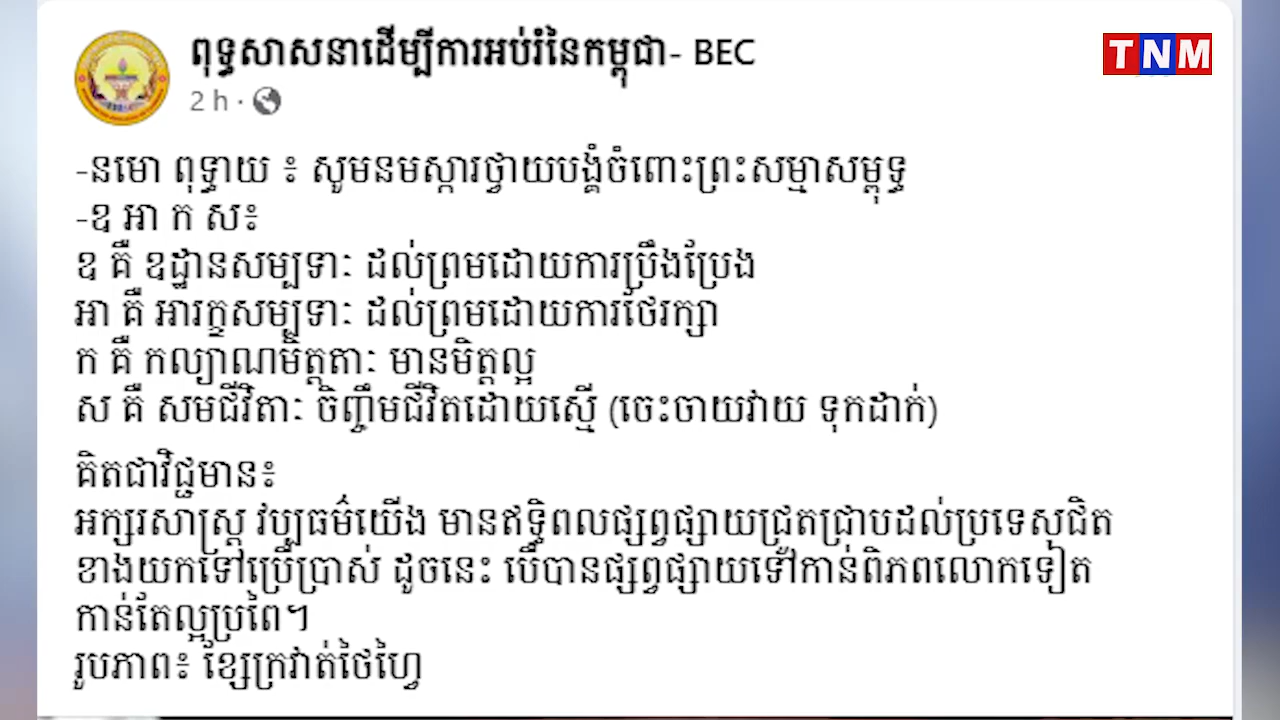 ពុទ្ធសាសនាដើម្បីការអប់រំនៃកម្ពុជា- BEC
TNM
2 h ·
-នមោ ពុទ្ធាយ ៖ សូមនមស្ការថ្វាយបង្គំចំពោះព្រះសម្មាសម្ពុទ្ធ
-ឧ អា ក ស៖
ឧ គឺ ឧដ្ឋានសម្បទាៈ ដល់ព្រមដោយការប្រឹងប្រែង
អា គឺ អារក្ខសម្បទាៈ ដល់ព្រមដោយការថែរក្សា
ក គឺ កល្យាណមិត្តតាៈ មានមិត្តល្អ
ស គឺ សមជីវិតាៈ ចិញ្ចឹមជីវិតដោយស្មើ (ចេះចាយវាយ ទុកដាក់)
គិតជាវិជ្ជមាន៖
អក្សរសាស្ត្រ វប្បធម៌យើង មានឥទ្ធិពលផ្សព្វផ្សាយជ្រួតជ្រាបដល់ប្រទេសជិត
ខាងយកទៅប្រើប្រាស់ ដូចនេះ បើបានផ្សព្វផ្សាយទៅកាន់ពិភពលោកទៀត
កាន់តែល្អប្រពៃ។
រូបភាព៖ ខ្សែក្រវាត់ថៃហ្វៃ